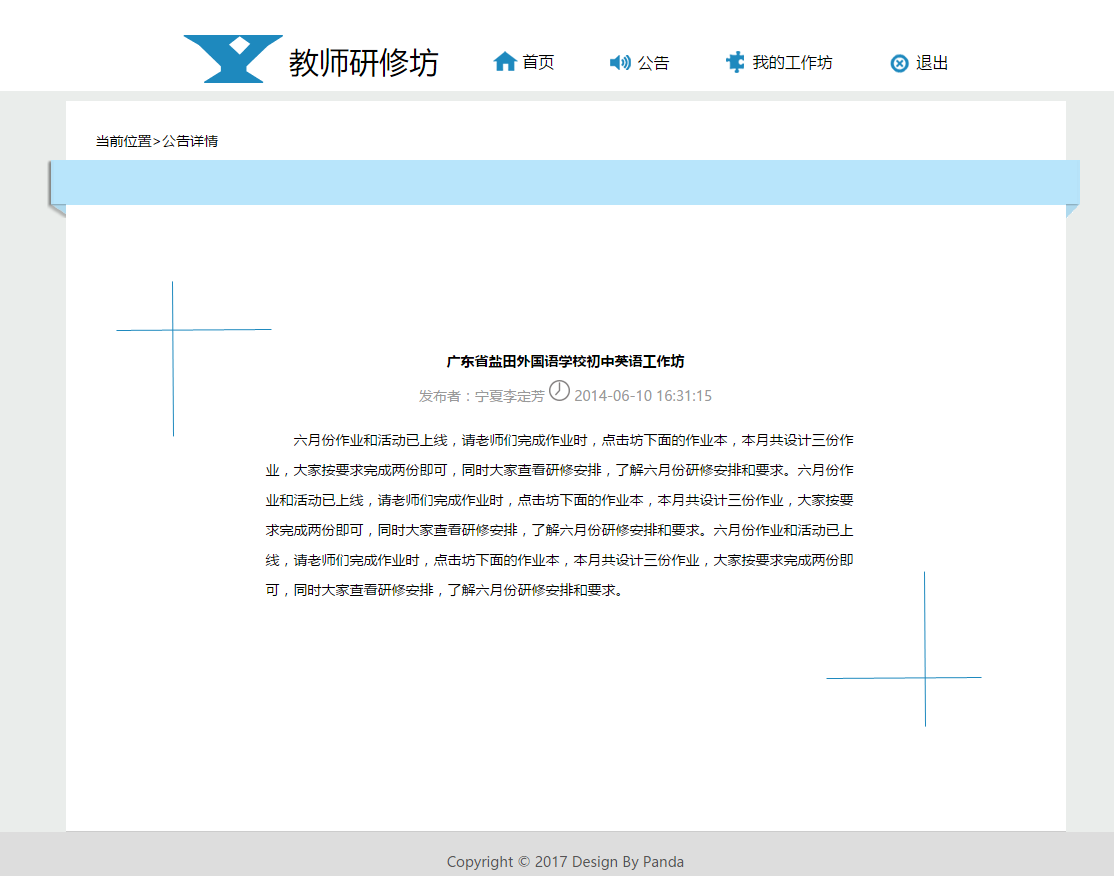 教师研修坊
首页
公告
我的工作坊
退出
当前位置>公告详情
广东省盐田外国语学校初中英语工作坊
发布者：宁夏李定芳 2014-06-10 16:31:15
六月份作业和活动已上线，请老师们完成作业时，点击坊下面的作业本，本月共设计三份作
业，大家按要求完成两份即可，同时大家查看研修安排，了解六月份研修安排和要求。六月份作
业和活动已上线，请老师们完成作业时，点击坊下面的作业本，本月共设计三份作业，大家按要
求完成两份即可，同时大家查看研修安排，了解六月份研修安排和要求。六月份作业和活动已上
线，请老师们完成作业时，点击坊下面的作业本，本月共设计三份作业，大家按要求完成两份即
可，同时大家查看研修安排，了解六月份研修安排和要求。
Copyright © 2017 Design By Panda